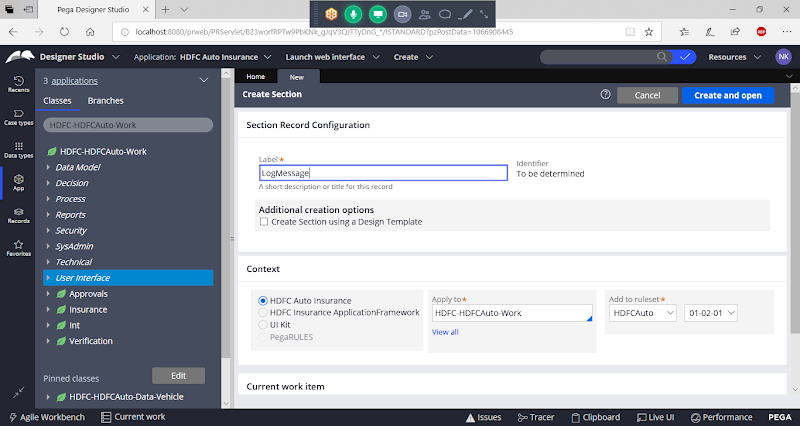 Pega Designer Studio
localhost:8080/prweb/PRServlet/B23worfRPTw9PbKNk_gJqV3QJTTyDnG_*/!STANDARD?pzPostData=1066908445
Designer Studio
Application: HDFC Auto Insurance
Launch web interface
Create
Resources
NK
Recents
Case types
Data types
App
Records
Favorites
3 applications
Classes
Branches
HDFC-HDFCAuto-Work
HDFC-HDFCAuto-Work
Data Model
Decision
Process
Reports
Security
SysAdmin
Technical
User Interface
Approvals
Insurance
Int
Verification
Pinned classes
Edit
HDFC-HDFCAuto-Data-Vehicle
Home
New
Create Section
Cancel
Create and open
Section Record Configuration
Label*
LogMessage
A short description or title for this record
Identifier
To be determined
Additional creation options
Create Section using a Design Template
Context
HDFC Auto Insurance
HDFC Insurance ApplicationFramework
UI Kit
PegaRULES
Apply to*
HDFC-HDFCAuto-Work
View all
Add to ruleset*
HDFCAuto
01-02-01
Current work item
Agile Workbench
Current work
Issues
Tracer
Clipboard
Live UI
Performance
PEGA